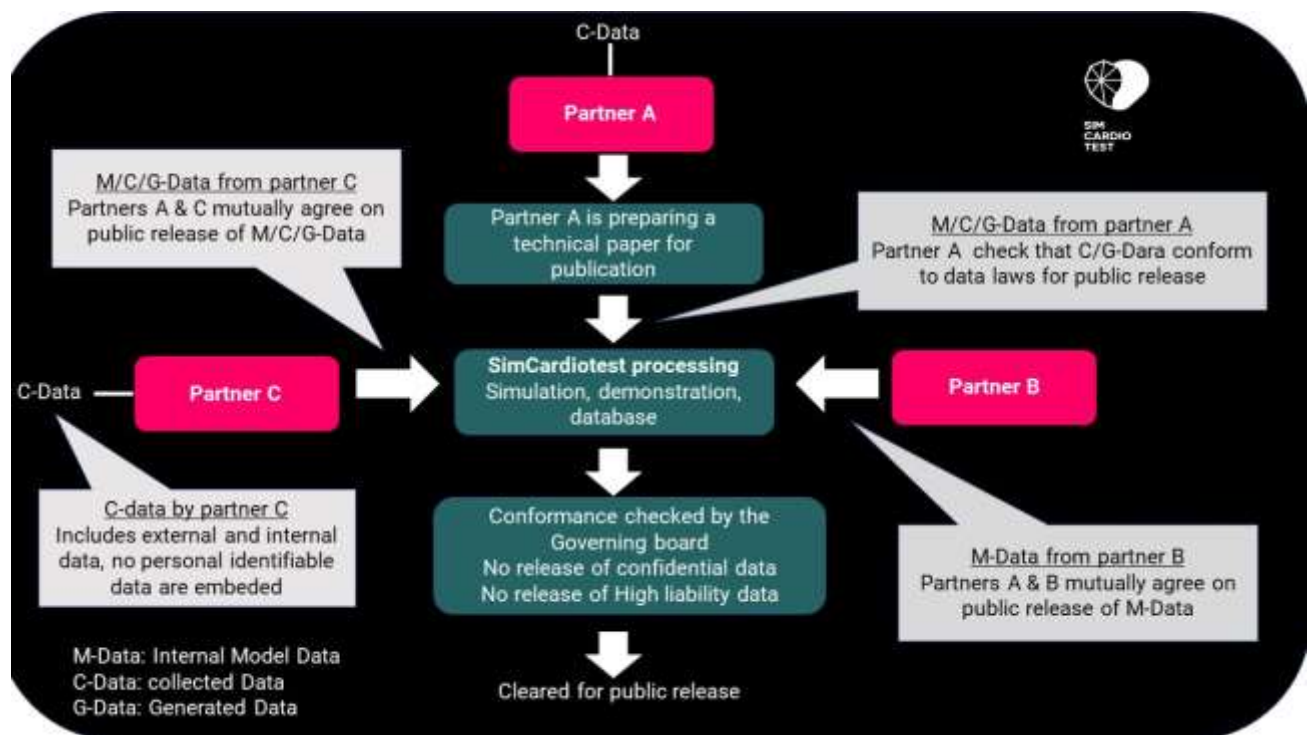 C-Data
Partner A
SIM
CARDIO
TEST
M/C/G-Data from partner C
Partners A & C mutually agree on
public release of M/C/G-Data
Partner A is preparing a
technical paper for
publication
M/C/G-Data from partner A
Partner A check that C/G-Dara conform
to data laws for public release
C-Data
Partner C
SimCardiotest processing
Simulation, demonstration,
database
Partner B
C-data by partner C
Includes external and internal
data, no personal identifiable
data are embeded
Conformance checked by the
Governing board
No release of confidential data
No release of High liability data
M-Data from partner B
Partners A & B mutually agree on
public release of M-Data
M-Data: Internal Model Data
C-Data: collected Data
G-Data: Generated Data
Cleared for public release